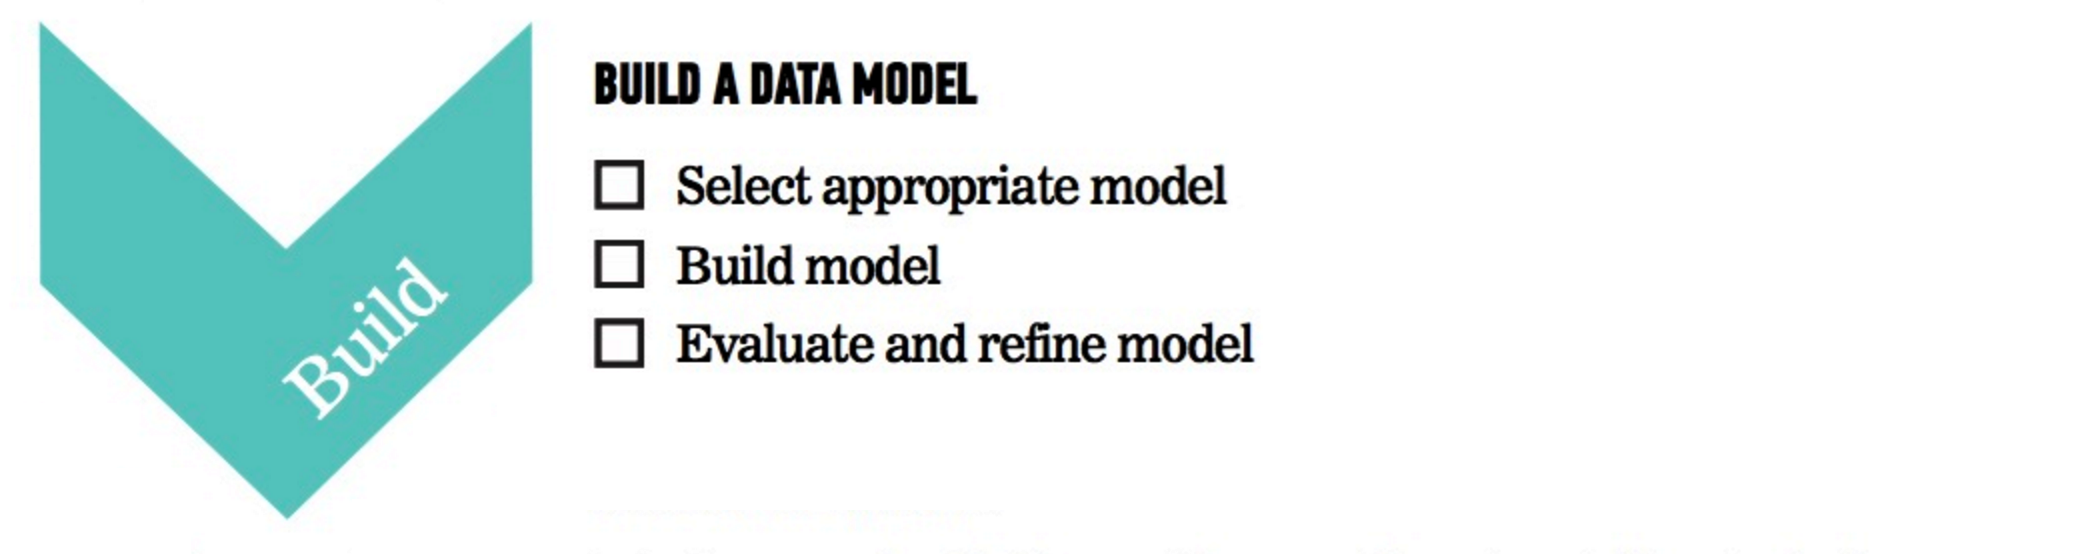 BUILD A DATA MODEL
Select appropriate model
Build model
Evaluate and refine model
Build